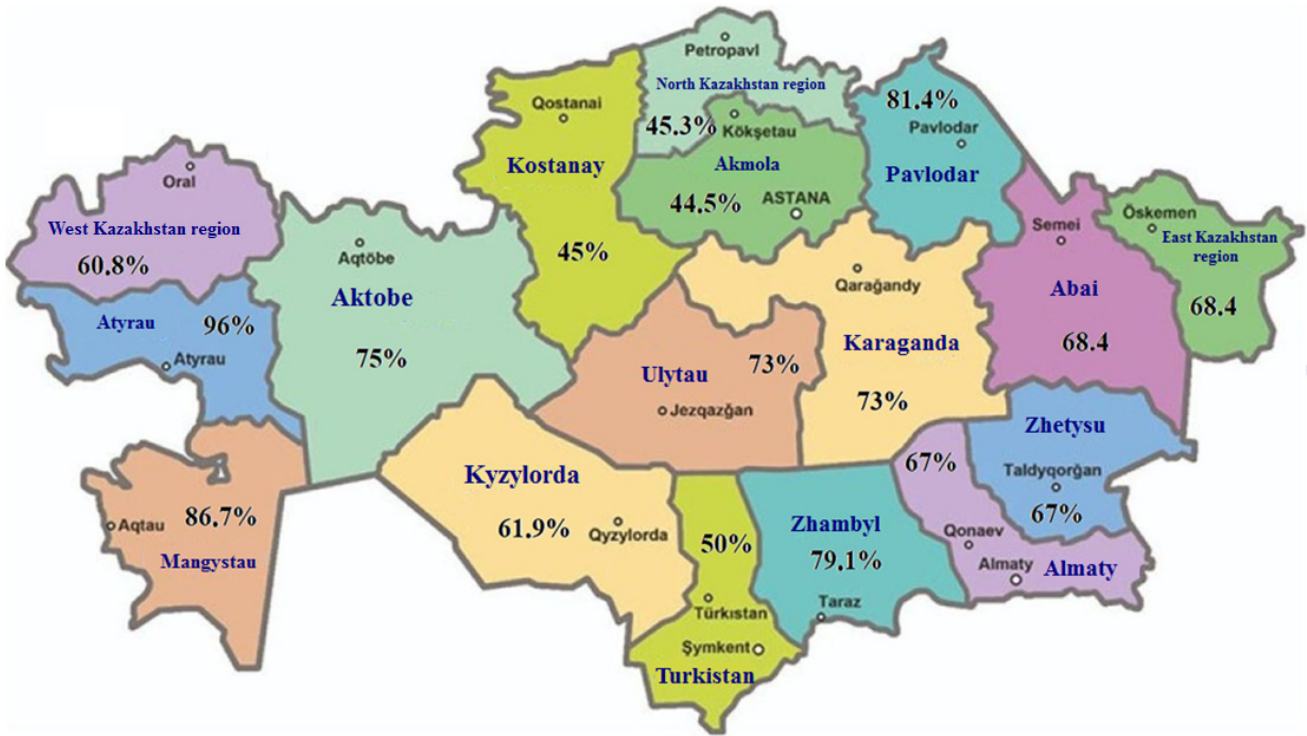 Petropavl
North Kazakhstan region
45.3%
Qostanai
Kostanay
45%
Kökşetau
Akmola
44.5%
ASTANA
81.4%
Pavlodar
Pavlodar
Oral
West Kazakhstan region
60.8%
Aqtöbe
Aktobe
75%
Atyrau
96%
Atyrau
Semei
Abai
68.4
Öskemen
East Kazakhstan
region
68.4
Qarağandy
Karaganda
73%
Ulytau
73%
Jezqazğan
Zhetysu
Taldyqorğan
67%
67%
Qonaev
Almaty
Almaty
Kyzylorda
61.9%
Qyzylorda
Aqtau
86.7%
Mangystau
50%
Türkıstan
Şymkent
Turkistan
Zhambyl
79.1%
Taraz